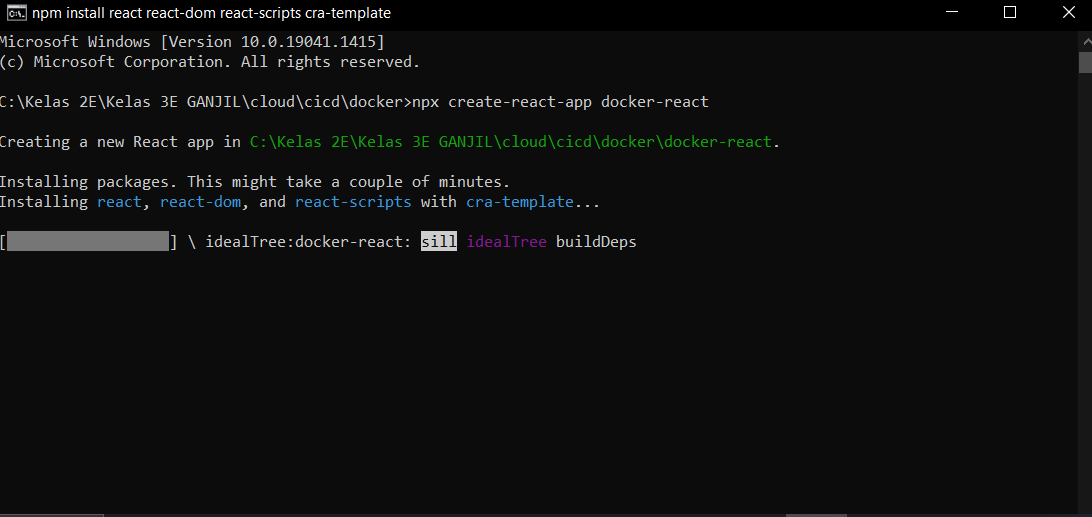 npm install react react-dom react-scripts cra-template
Microsoft Windows [Version 10.0.19041.1415]
(c) Microsoft Corporation. All rights reserved.
C:\Kelas 2E\Kelas 3E GANJIL\cloud\cicd\docker>npx create-react-app docker-react
Creating a new React app in C:\Kelas 2E\Kelas 3E GANJIL\cloud\cicd\docker\docker-react.
Installing packages. This might take a couple of minutes.
Installing react, react-dom, and react-scripts with cra-template...
[ ] \ idealTree:docker-react: sill idealTree buildDeps